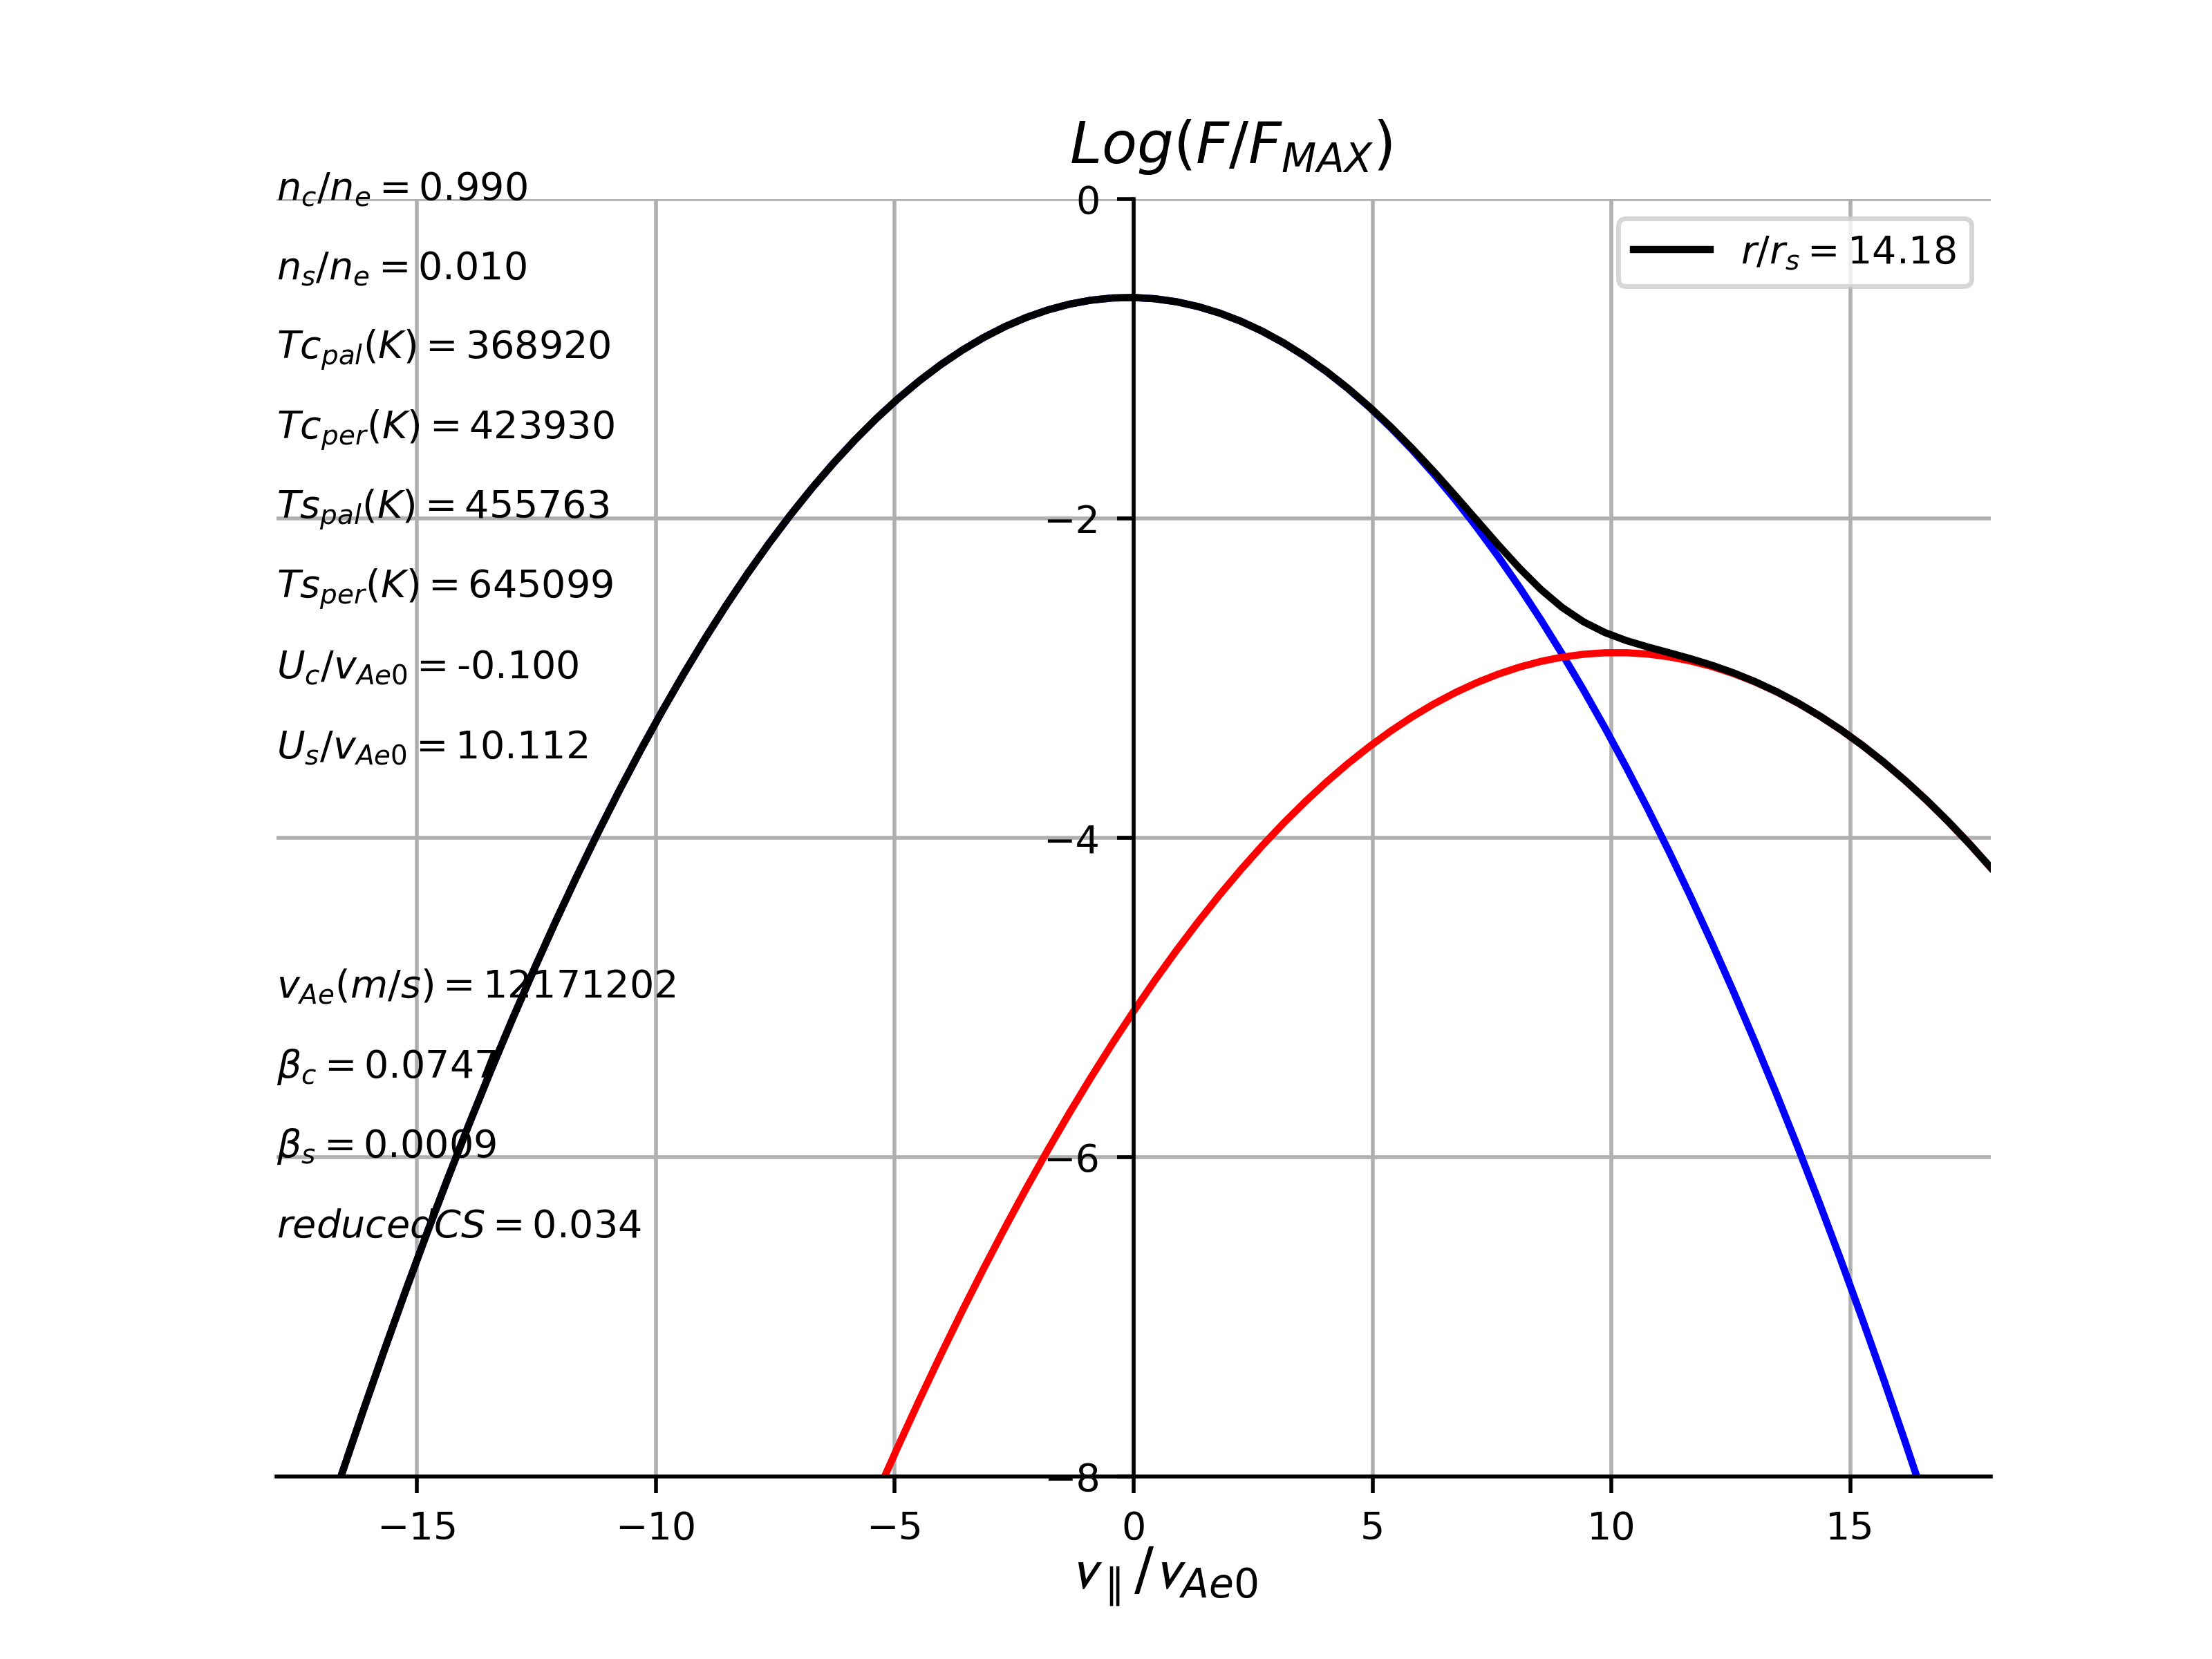 Log(F/F_MAX)
n_c/n_e = 0.990
0
r/r_s = 14.18
n_s/n_e = 0.010
Tc_pal(K) = 368920
Tc_per(K) = 423930
Ts_pal(K) = 455763
−2
Ts_per(K) = 645099
U_c/v_Ae0 = -0.100
U_s/v_Ae0 = 10.112
−4
v_Ae(m/s) = 12171202
β_c = 0.0747
β_s = 0.0009
−6
reducedCS = 0.034
−8
−15 −10 −5 0 5 10 15
v_∥/v_Ae0